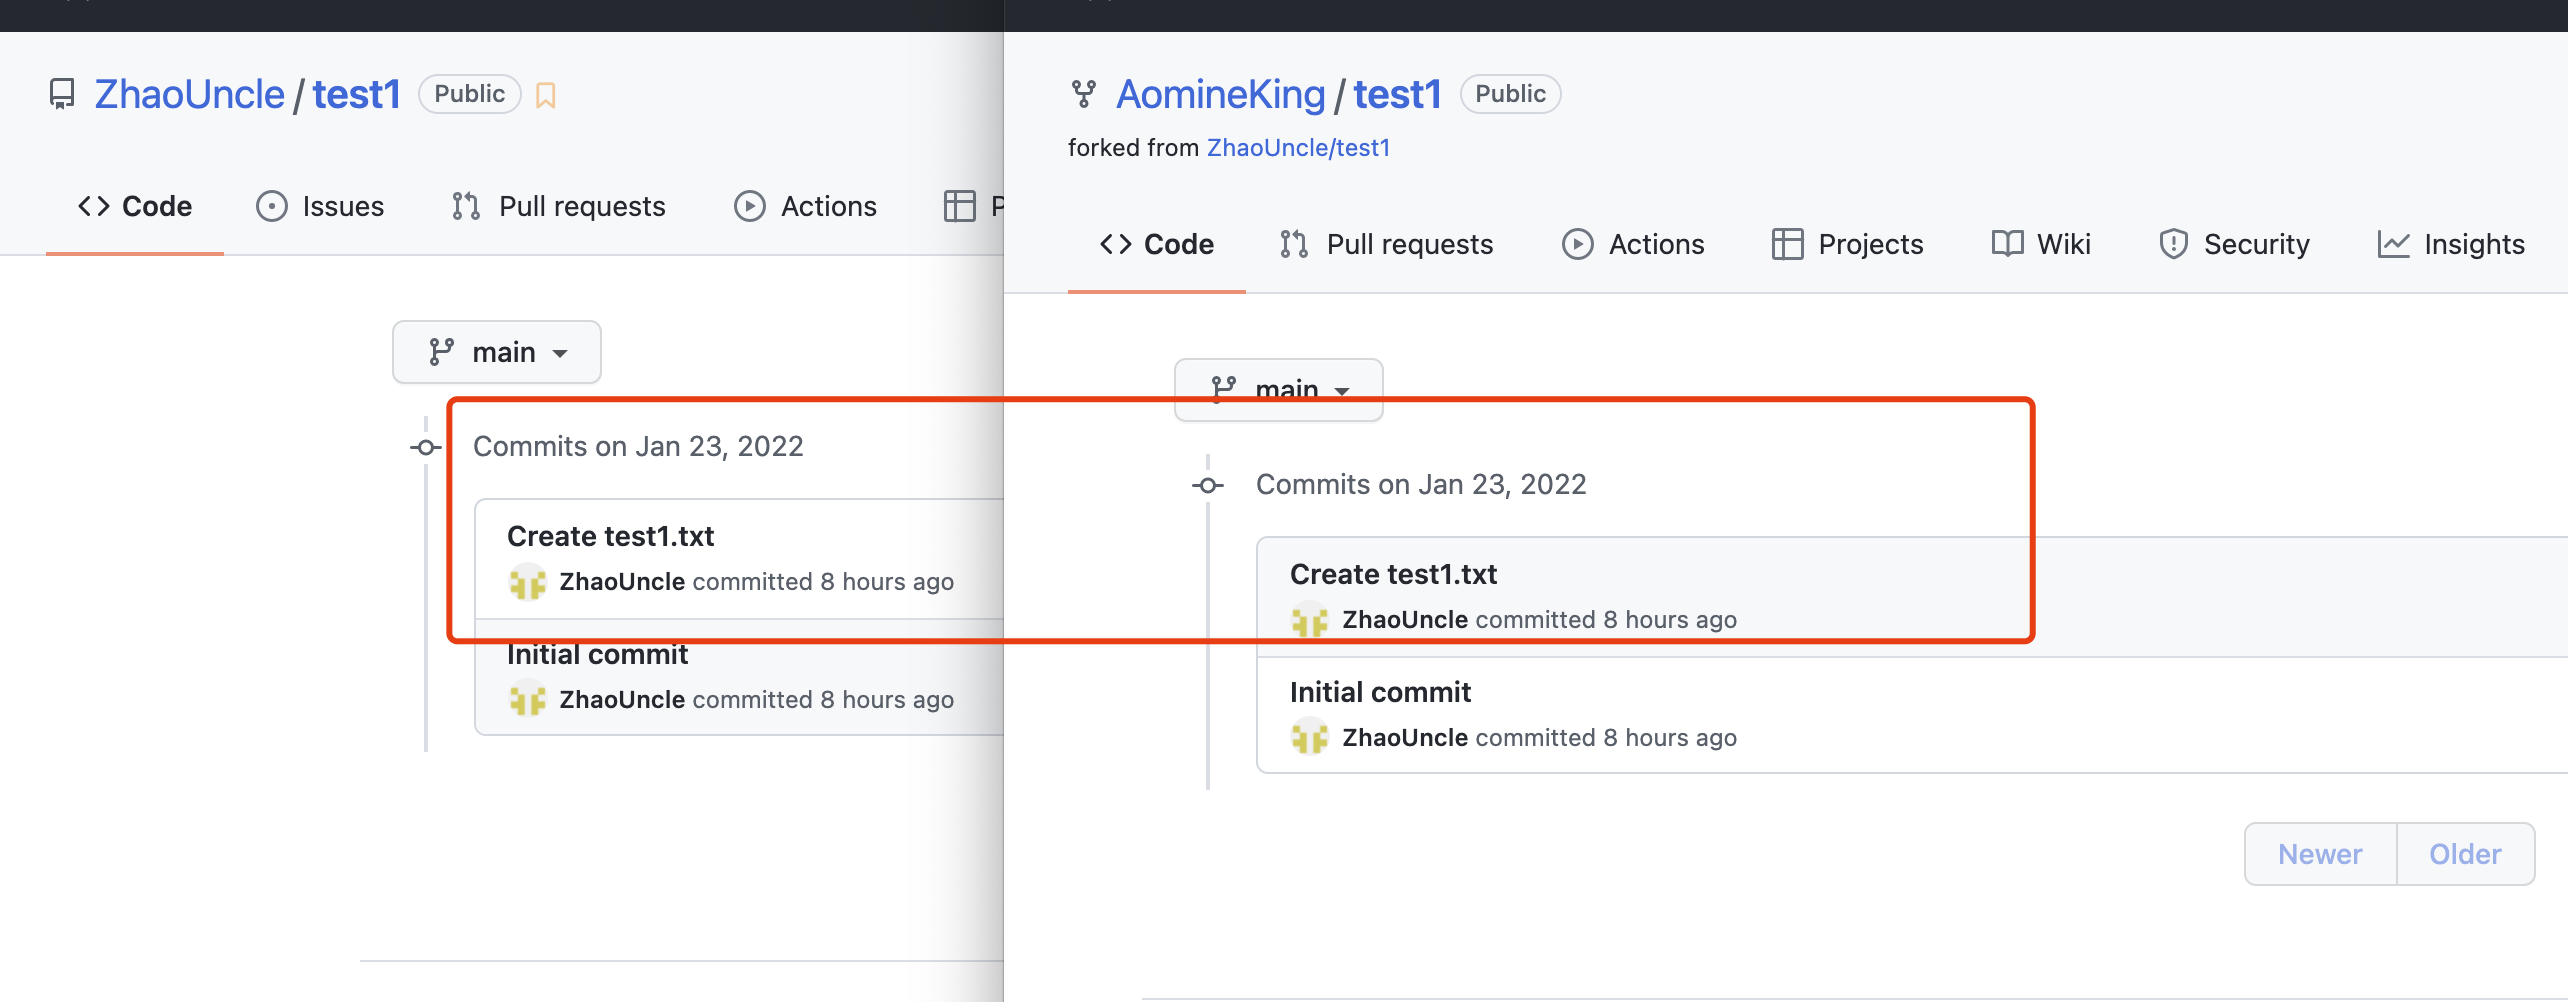 ZhaoUncle / test1 Public
Code Issues Pull requests Actions P
main
Commits on Jan 23, 2022
Create test1.txt
ZhaoUncle committed 8 hours ago
Initial commit
ZhaoUncle committed 8 hours ago
AomineKing / test1 Public
forked from ZhaoUncle/test1
Code Pull requests Actions Projects Wiki Security Insights
main
Commits on Jan 23, 2022
Create test1.txt
ZhaoUncle committed 8 hours ago
Initial commit
ZhaoUncle committed 8 hours ago
Newer Older